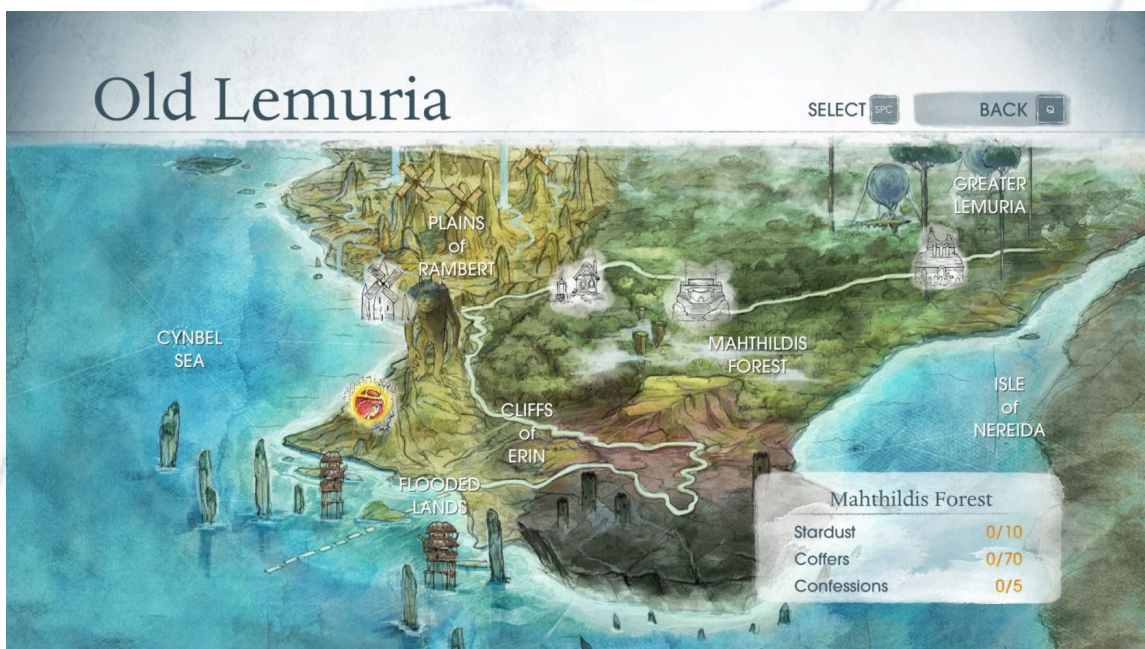 Old Lemuria
SELECT SPC
BACK Q
GREATER
LEMURIA
PLAINS
of
RAMBERT
CYNBEL
SEA
MAHTHILDIS
FOREST
ISLE
of
NEREIDA
CLIFFS
of
ERIN
FLOODED
LANDS
Mahthildis Forest
Stardust 0/10
Coffers 0/70
Confessions 0/5